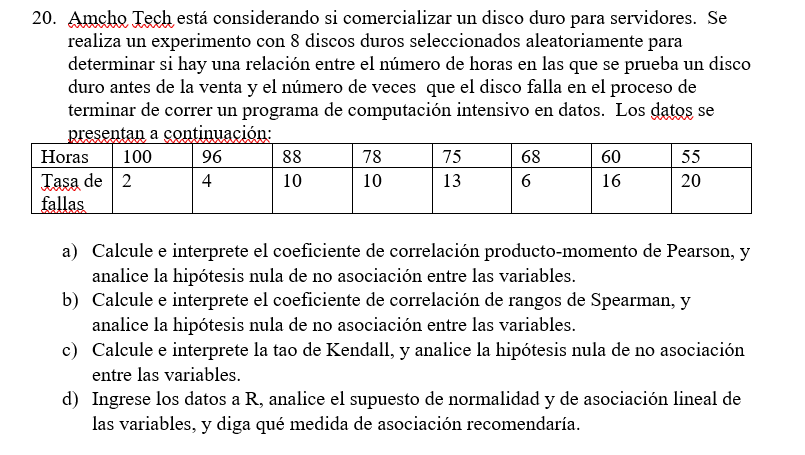 20. Amcho Tech está considerando si comercializar un disco duro para servidores. Se
realiza un experimento con 8 discos duros seleccionados aleatoriamente para
determinar si hay una relación entre el número de horas en las que se prueba un disco
duro antes de la venta y el número de veces que el disco falla en el proceso de
terminar de correr un programa de computación intensivo en datos. Los datos se
presentan a continuación:
Horas 100 96 88 78 75 68 60 55
Tasa de 2 4 10 10 13 6 16 20
fallas
a) Calcule e interprete el coeficiente de correlación producto-momento de Pearson, y
analice la hipótesis nula de no asociación entre las variables.
b) Calcule e interprete el coeficiente de correlación de rangos de Spearman, y
analice la hipótesis nula de no asociación entre las variables.
c) Calcule e interprete la tao de Kendall, y analice la hipótesis nula de no asociación
entre las variables.
d) Ingrese los datos a R, analice el supuesto de normalidad y de asociación lineal de
las variables, y diga qué medida de asociación recomendaría.